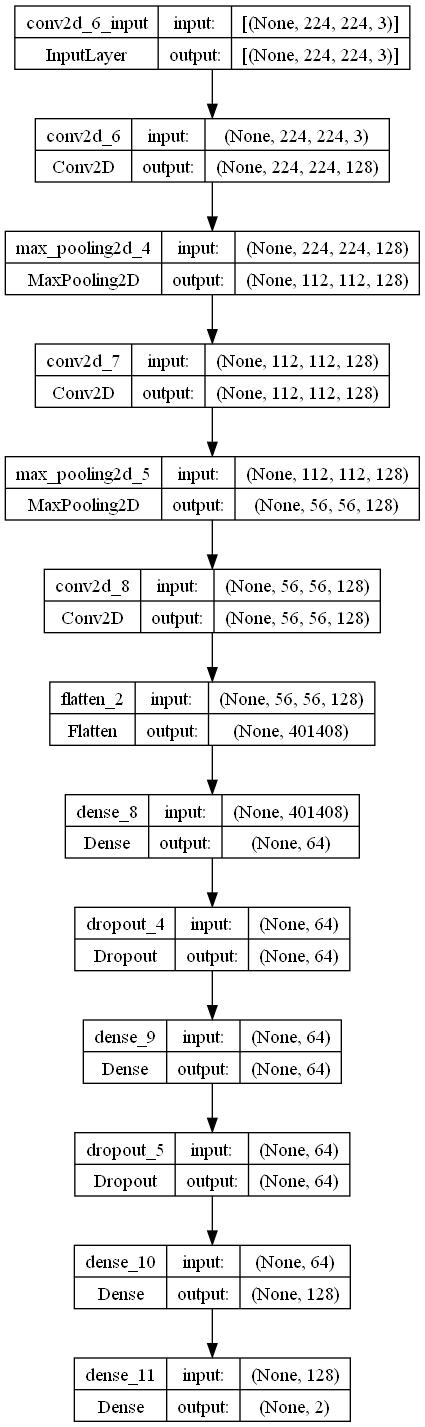 conv2d_6_input input: [(None, 224, 224, 3)]
InputLayer output: [(None, 224, 224, 3)]
conv2d_6 input: (None, 224, 224, 3)
Conv2D output: (None, 224, 224, 128)
max_pooling2d_4 input: (None, 224, 224, 128)
MaxPooling2D output: (None, 112, 112, 128)
conv2d_7 input: (None, 112, 112, 128)
Conv2D output: (None, 112, 112, 128)
max_pooling2d_5 input: (None, 112, 112, 128)
MaxPooling2D output: (None, 56, 56, 128)
conv2d_8 input: (None, 56, 56, 128)
Conv2D output: (None, 56, 56, 128)
flatten_2 input: (None, 56, 56, 128)
Flatten output: (None, 401408)
dense_8 input: (None, 401408)
Dense output: (None, 64)
dropout_4 input: (None, 64)
Dropout output: (None, 64)
dense_9 input: (None, 64)
Dense output: (None, 64)
dropout_5 input: (None, 64)
Dropout output: (None, 64)
dense_10 input: (None, 64)
Dense output: (None, 128)
dense_11 input: (None, 128)
Dense output: (None, 2)